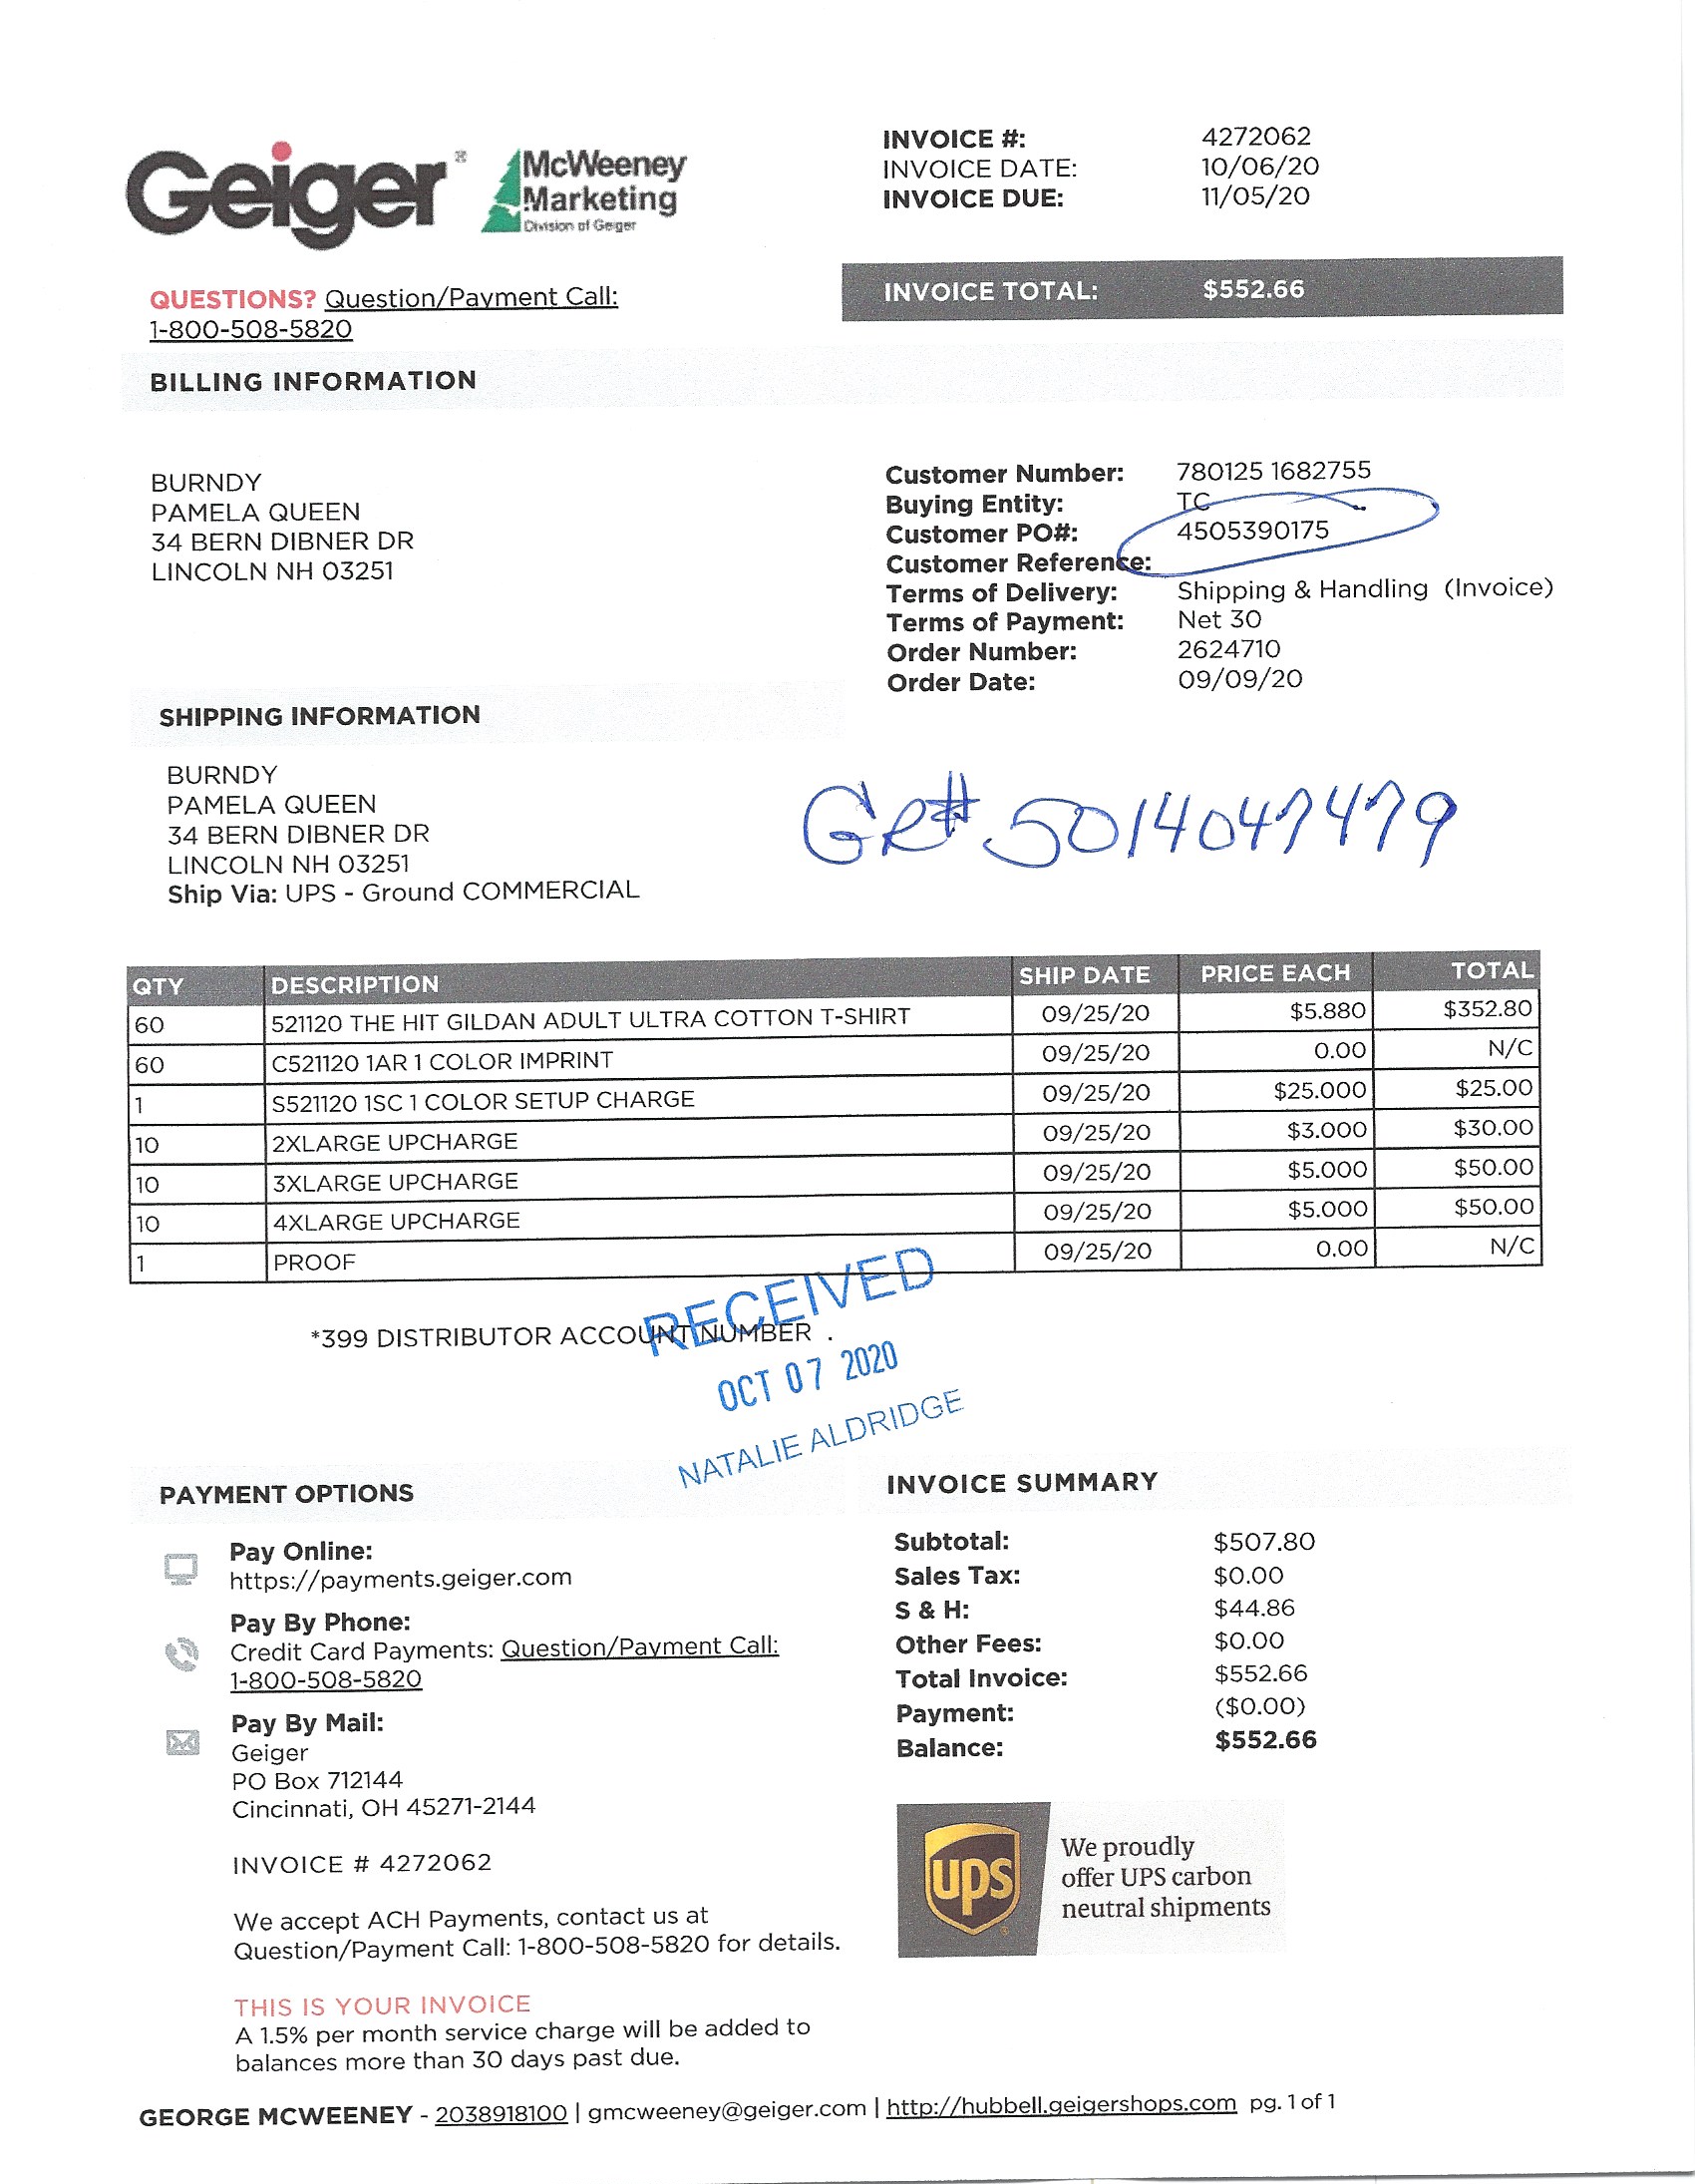 Geiger®
McWeeney
Marketing
Division of Geiger
INVOICE #: 4272062
INVOICE DATE: 10/06/20
INVOICE DUE: 11/05/20
INVOICE TOTAL: $552.66
QUESTIONS? Question/Payment Call:
1-800-508-5820
BILLING INFORMATION
BURNDY
PAMELA QUEEN
34 BERN DIBNER DR
LINCOLN NH 03251
Customer Number: 780125 1682755
Buying Entity: TC
Customer PO#: 4505390175
Customer Reference:
Terms of Delivery: Shipping & Handling (Invoice)
Terms of Payment: Net 30
Order Number: 2624710
Order Date: 09/09/20
SHIPPING INFORMATION
BURNDY
PAMELA QUEEN
34 BERN DIBNER DR
LINCOLN NH 03251
Ship Via: UPS - Ground COMMERCIAL
GR# 5014047479
QTY DESCRIPTION SHIP DATE PRICE EACH TOTAL
60 521120 THE HIT GILDAN ADULT ULTRA COTTON T-SHIRT 09/25/20 $5.880 $352.80
60 C521120 1AR 1 COLOR IMPRINT 09/25/20 0.00 N/C
1 S521120 1SC 1 COLOR SETUP CHARGE 09/25/20 $25.000 $25.00
10 2XLARGE UPCHARGE 09/25/20 $3.000 $30.00
10 3XLARGE UPCHARGE 09/25/20 $5.000 $50.00
10 4XLARGE UPCHARGE 09/25/20 $5.000 $50.00
1 PROOF 09/25/20 0.00 N/C
*399 DISTRIBUTOR ACCOUNT NUMBER .
RECEIVED
OCT 07 2020
NATALIE ALDRIDGE
PAYMENT OPTIONS
Pay Online:
https://payments.geiger.com
Pay By Phone:
Credit Card Payments: Question/Payment Call:
1-800-508-5820
Pay By Mail:
Geiger
PO Box 712144
Cincinnati, OH 45271-2144
INVOICE # 4272062
We accept ACH Payments, contact us at
Question/Payment Call: 1-800-508-5820 for details.
THIS IS YOUR INVOICE
A 1.5% per month service charge will be added to
balances more than 30 days past due.
INVOICE SUMMARY
Subtotal: $507.80
Sales Tax: $0.00
S & H: $44.86
Other Fees: $0.00
Total Invoice: $552.66
Payment: ($0.00)
Balance: $552.66
ups
We proudly
offer UPS carbon
neutral shipments
GEORGE MCWEENEY - 2038918100 | gmcweeney@geiger.com | http://hubbell.geigershops.com pg. 1 of 1